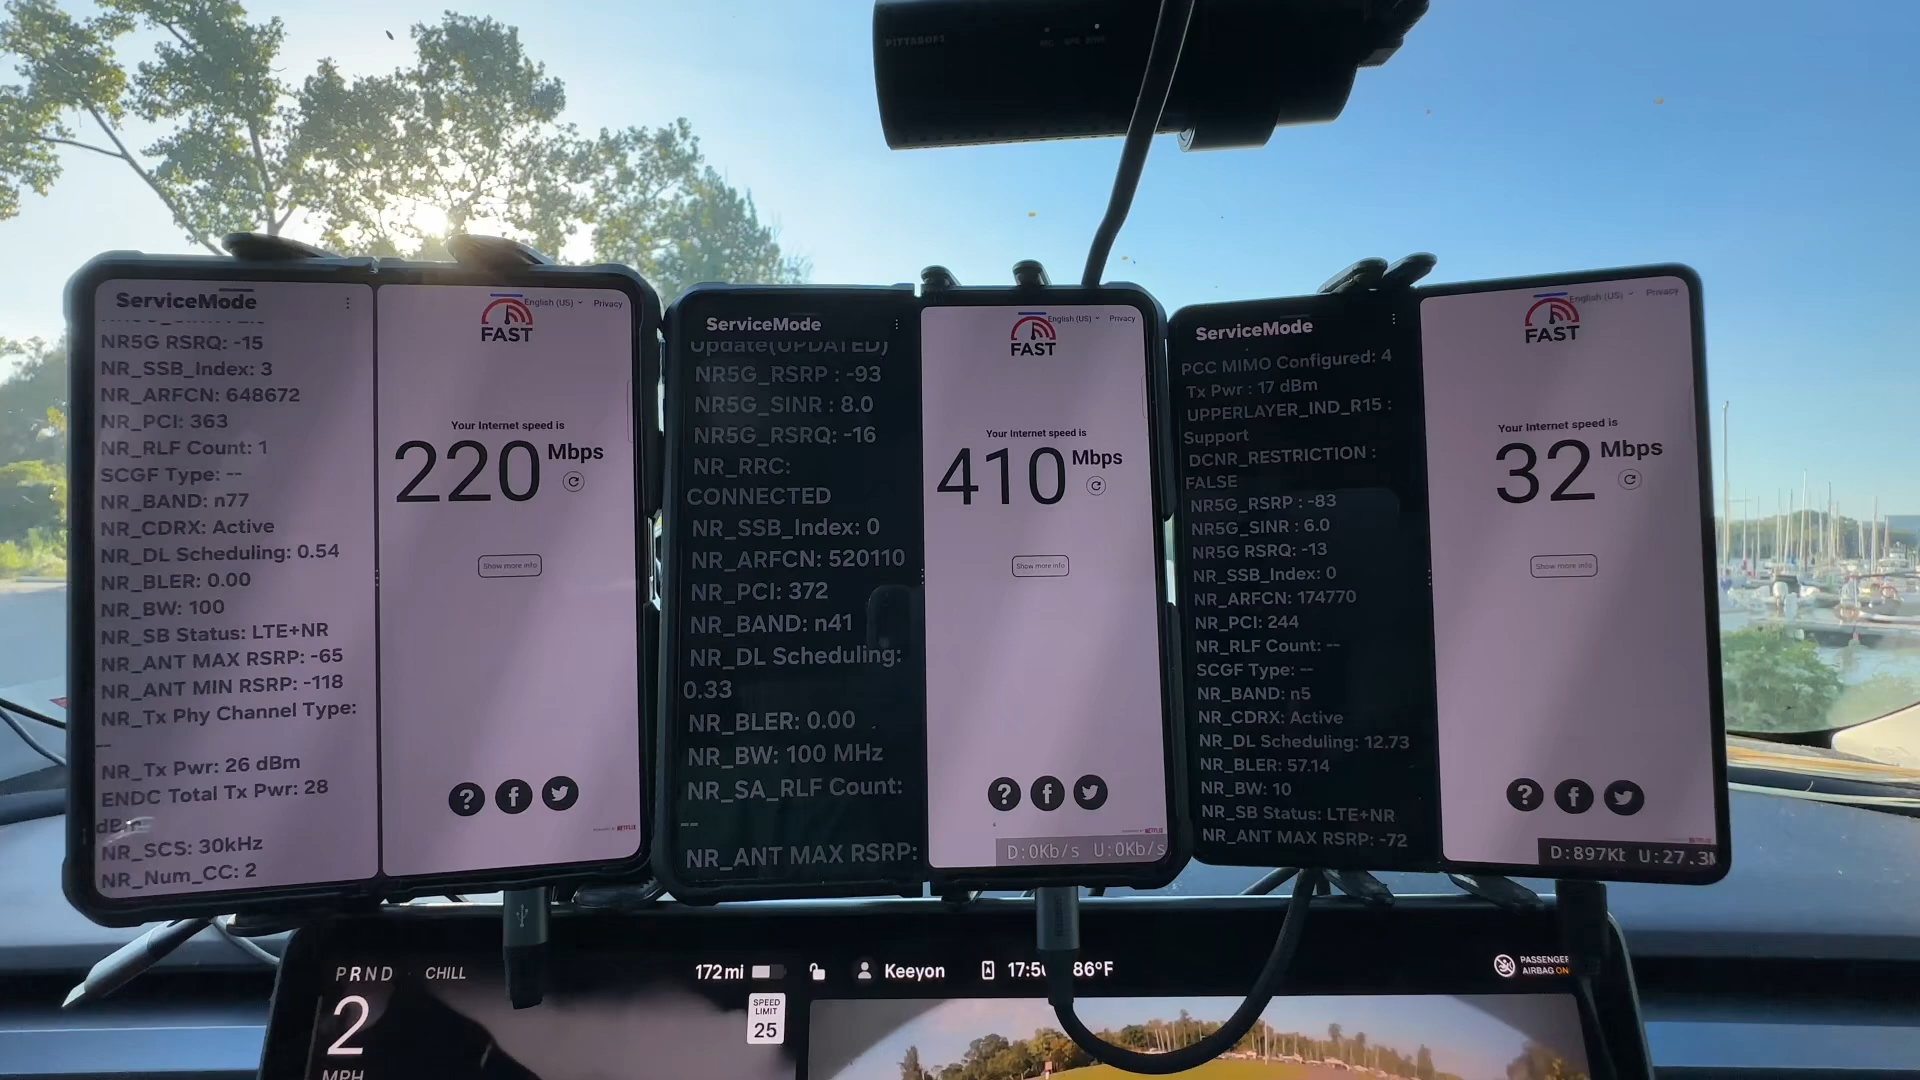 PITTASOFT
ServiceMode
NR5G RSRQ: -15
NR_SSB_Index: 3
NR_ARFCN: 648672
NR_PCI: 363
NR_RLF Count: 1
SCGF Type: --
NR_BAND: n77
NR_CDRX: Active
NR_DL Scheduling: 0.54
NR_BLER: 0.00
NR_BW: 100
NR_SB Status: LTE+NR
NR_ANT MAX RSRP: -65
NR_ANT MIN RSRP: -118
NR_Tx Phy Channel Type:
--
NR_Tx Pwr: 26 dBm
ENDC Total Tx Pwr: 28
dBm
NR_SCS: 30kHz
NR_Num_CC: 2
English (US) Privacy
FAST
Your Internet speed is
220 Mbps
Show more info
NETFLIX
ServiceMode
Update(UPDATED)
NR5G_RSRP : -93
NR5G_SINR : 8.0
NR5G_RSRQ: -16
NR_RRC:
CONNECTED
NR_SSB_Index: 0
NR_ARFCN: 520110
NR_PCI: 372
NR_BAND: n41
NR_DL Scheduling:
0.33
NR_BLER: 0.00
NR_BW: 100 MHz
NR_SA_RLF Count:
--
NR_ANT MAX RSRP:
English (US) Privacy
FAST
Your Internet speed is
410 Mbps
Show more info
NETFLIX
D:0Kb/s U:0Kb/s
ServiceMode
PCC MIMO Configured: 4
Tx Pwr : 17 dBm
UPPERLAYER_IND_R15 :
Support
DCNR_RESTRICTION :
FALSE
NR5G_RSRP : -83
NR5G_SINR : 6.0
NR5G RSRQ: -13
NR_SSB_Index: 0
NR_ARFCN: 174770
NR_PCI: 244
NR_RLF Count: --
SCGF Type: --
NR_BAND: n5
NR_CDRX: Active
NR_DL Scheduling: 12.73
NR_BLER: 57.14
NR_BW: 10
NR_SB Status: LTE+NR
NR_ANT MAX RSRP: -72
English (US) Privacy
FAST
Your Internet speed is
32 Mbps
Show more info
D:897Kb U:27.3M
PRND CHILL
172 mi
Keeyon
86°F
PASSENGER
AIRBAG ON
2
MPH
SPEED
LIMIT
25